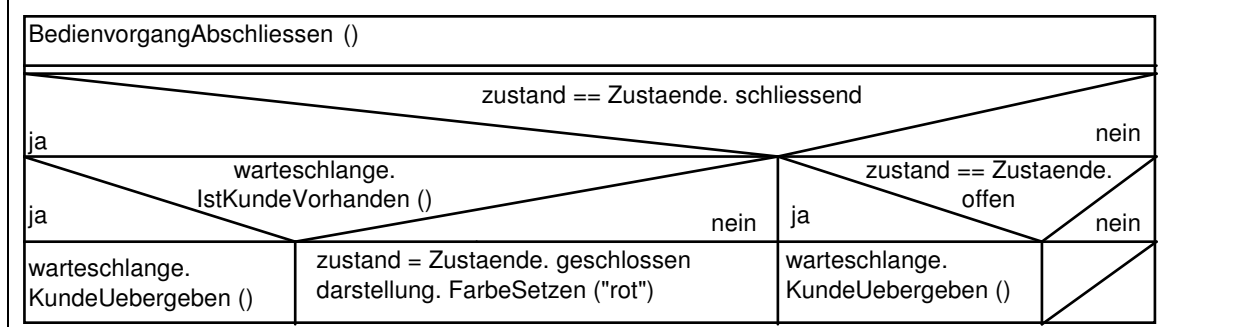 BedienvorgangAbschliessen ()
zustand == Zustaende. schliessend
ja
nein
warteschlange.
IstKundeVorhanden ()
ja
nein
zustand == Zustaende.
offen
ja
nein
warteschlange.
KundeUebergeben ()
zustand = Zustaende. geschlossen
darstellung. FarbeSetzen ("rot")
warteschlange.
KundeUebergeben ()